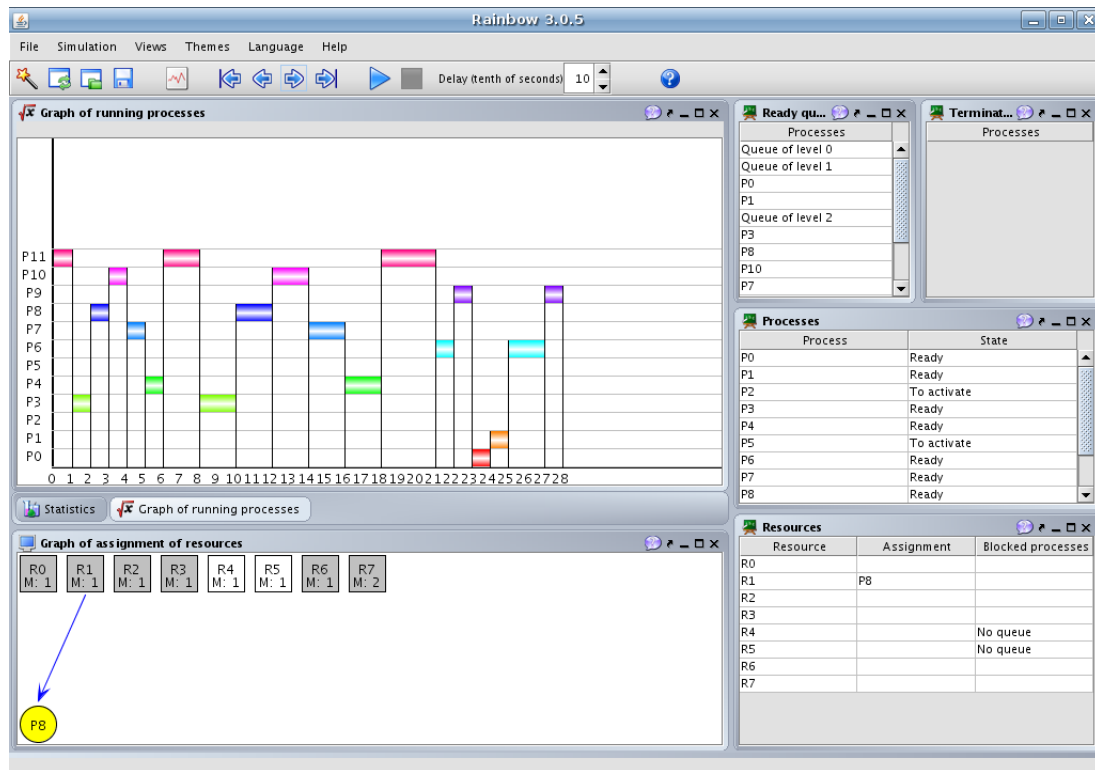 Rainbow 3.0.5
File Simulation Views Themes Language Help
Delay (tenth of seconds) 10
Graph of running processes
P11
P10
P9
P8
P7
P6
P5
P4
P3
P2
P1
P0
0 1 2 3 4 5 6 7 8 9 10 11 12 13 14 15 16 17 18 19 20 21 22 23 24 25 26 27 28
Statistics Graph of running processes
Graph of assignment of resources
R0 R1 R2 R3 R4 R5 R6 R7
M: 1 M: 1 M: 1 M: 1 M: 1 M: 1 M: 1 M: 2
P8
Ready qu...
Processes
Queue of level 0
Queue of level 1
P0
P1
Queue of level 2
P3
P8
P10
P7
Terminat...
Processes
Processes
Process State
P0 Ready
P1 Ready
P2 To activate
P3 Ready
P4 Ready
P5 To activate
P6 Ready
P7 Ready
P8 Ready
Resources
Resource Assignment Blocked processes
R0
R1 P8
R2
R3
R4 No queue
R5 No queue
R6
R7